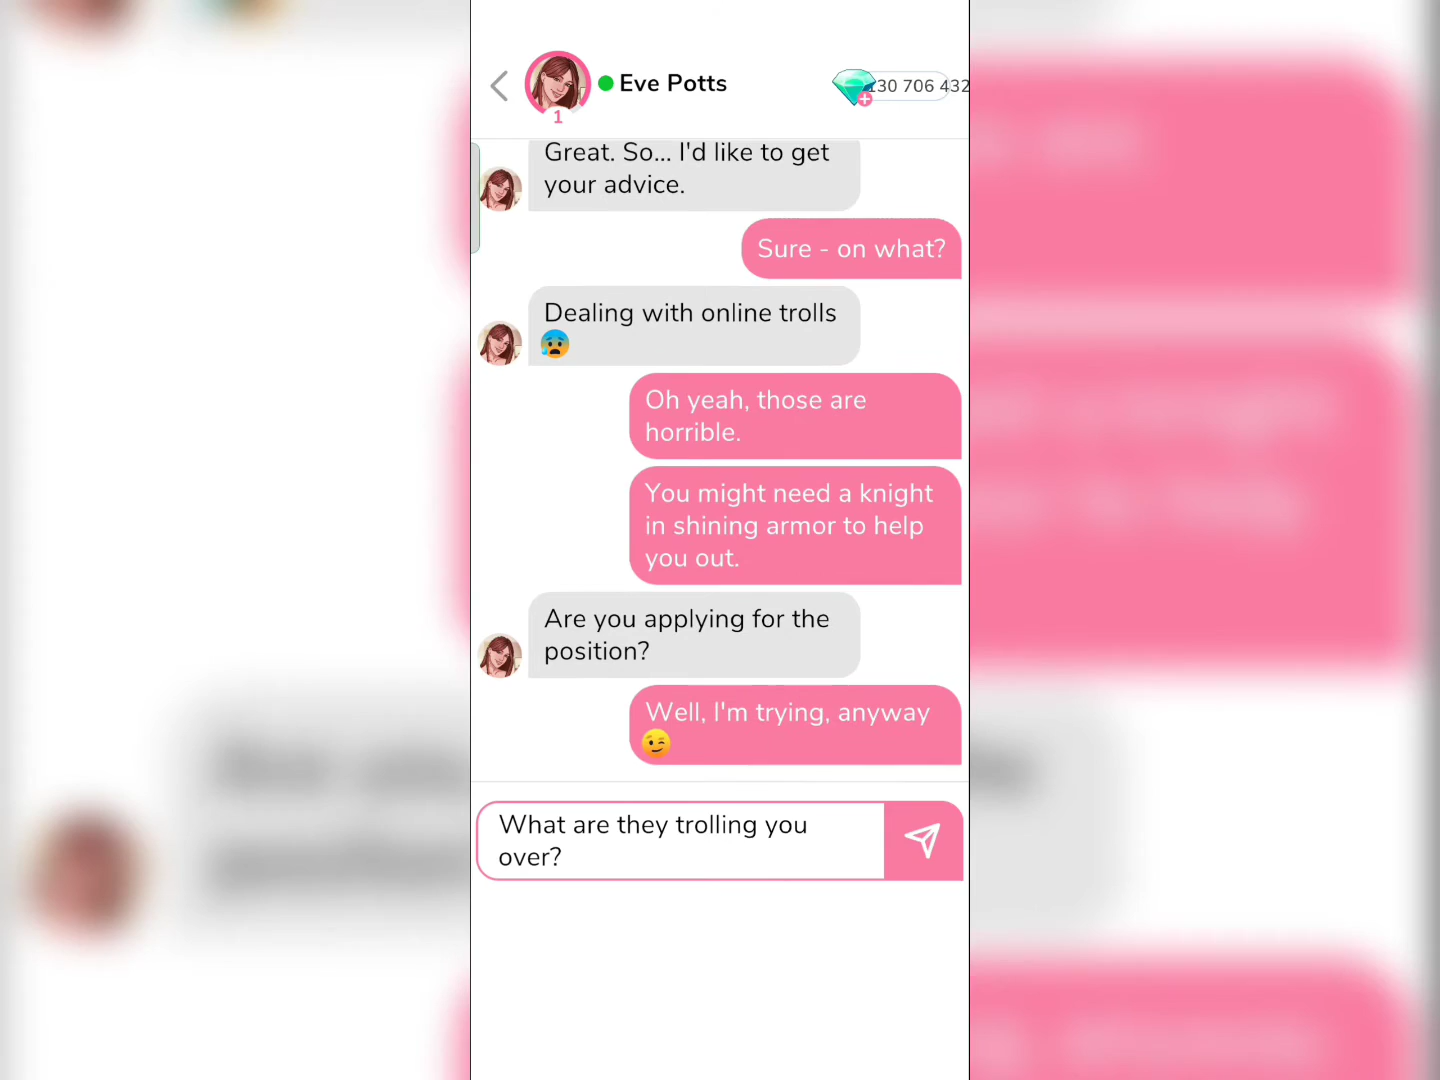 Eve Potts
130 706 432
1
Great. So... I'd like to get
your advice.
Sure - on what?
Dealing with online trolls
😰
Oh yeah, those are
horrible.
You might need a knight
in shining armor to help
you out.
Are you applying for the
position?
Well, I'm trying, anyway
😉
What are they trolling you
over?